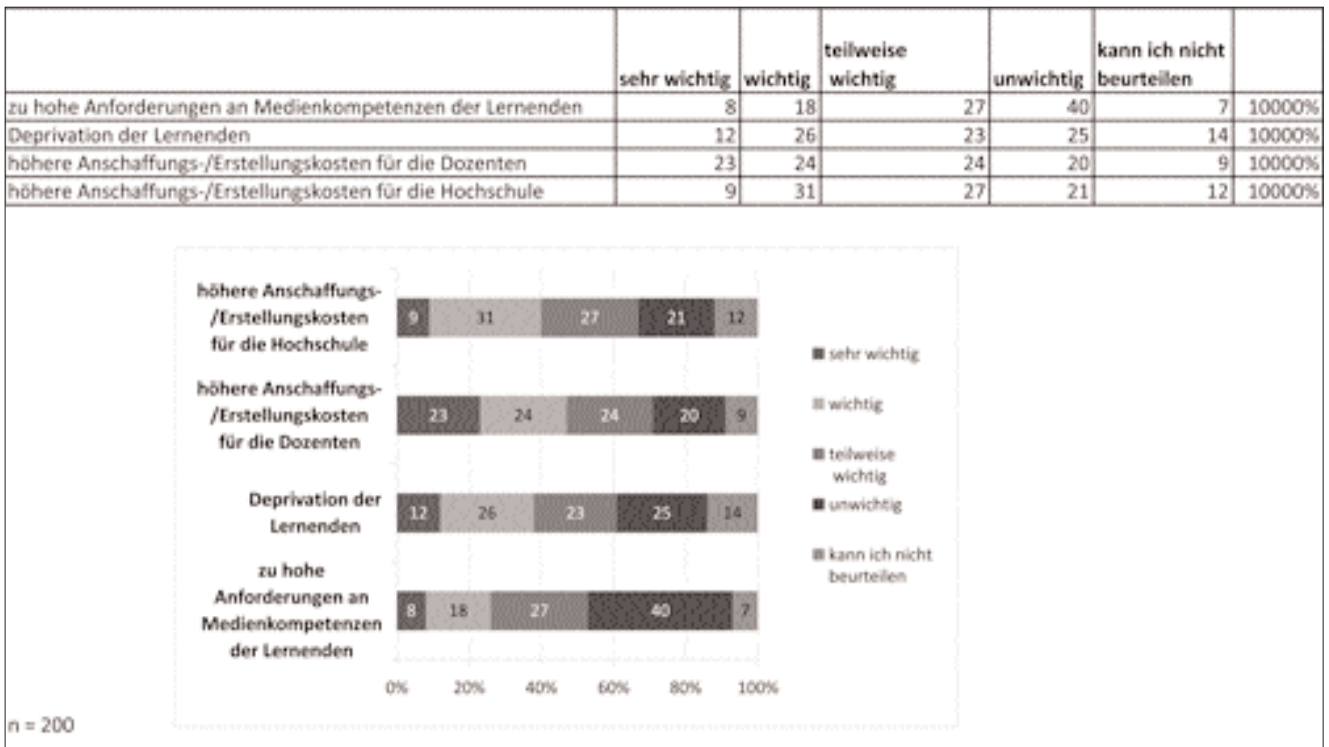 sehr wichtig wichtig teilweise wichtig unwichtig kann ich nicht beurteilen
zu hohe Anforderungen an Medienkompetenzen der Lernenden 8 18 27 40 7 10000%
Deprivation der Lernenden 12 26 23 25 14 10000%
höhere Anschaffungs-/Erstellungskosten für die Dozenten 23 24 24 20 9 10000%
höhere Anschaffungs-/Erstellungskosten für die Hochschule 9 31 27 21 12 10000%
höhere Anschaffungs-
/Erstellungskosten
für die Hochschule
9 31 27 21 12
höhere Anschaffungs-
/Erstellungskosten
für die Dozenten
23 24 24 20 9
Deprivation der
Lernenden
12 26 23 25 14
zu hohe
Anforderungen an
Medienkompetenzen
der Lernenden
8 18 27 40 7
0% 20% 40% 60% 80% 100%
sehr wichtig
wichtig
teilweise
wichtig
unwichtig
kann ich nicht
beurteilen
n = 200